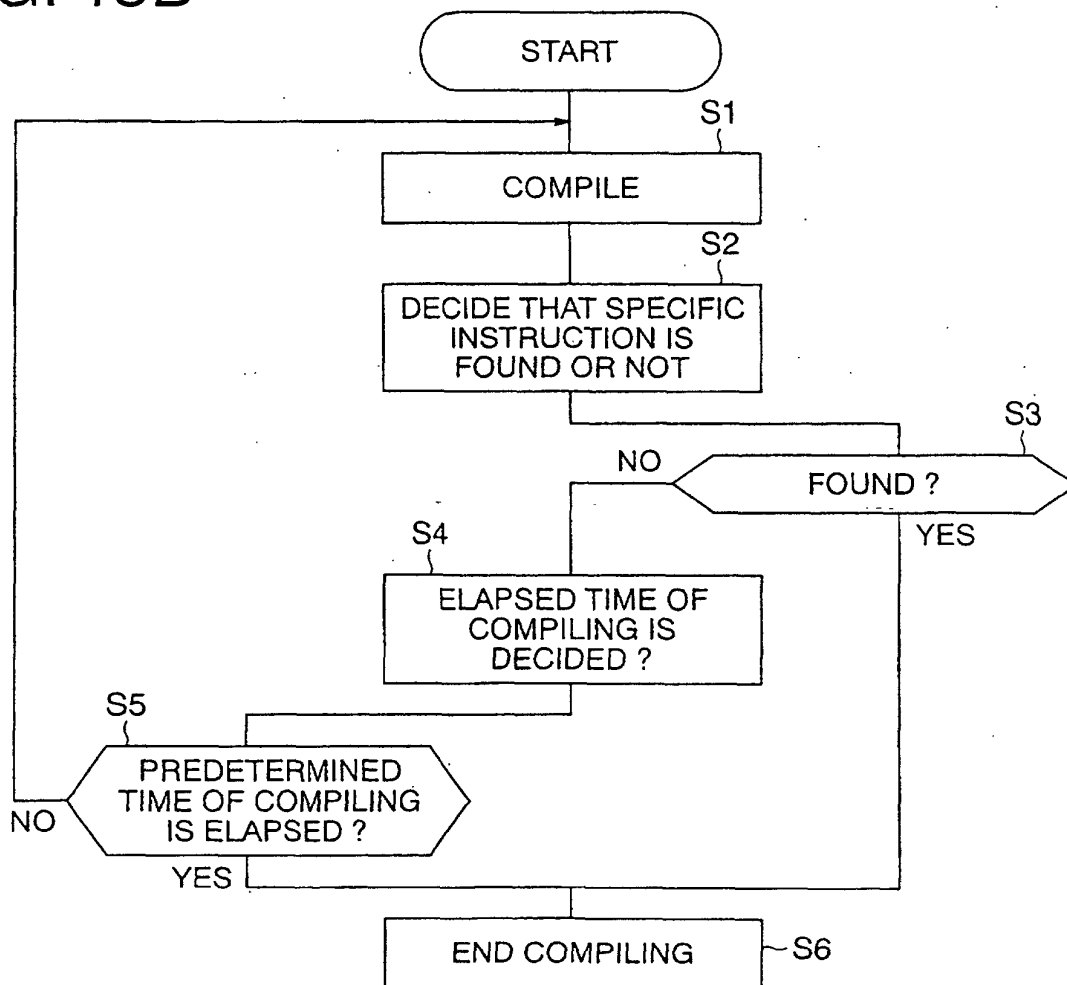 START
S1
COMPILE
S2
DECIDE THAT SPECIFIC
INSTRUCTION IS
FOUND OR NOT
S3
NO
FOUND ?
YES
S4
ELAPSED TIME OF
COMPILING IS
DECIDED ?
S5
PREDETERMINED
TIME OF COMPILING
IS ELAPSED ?
NO
YES
END COMPILING
S6